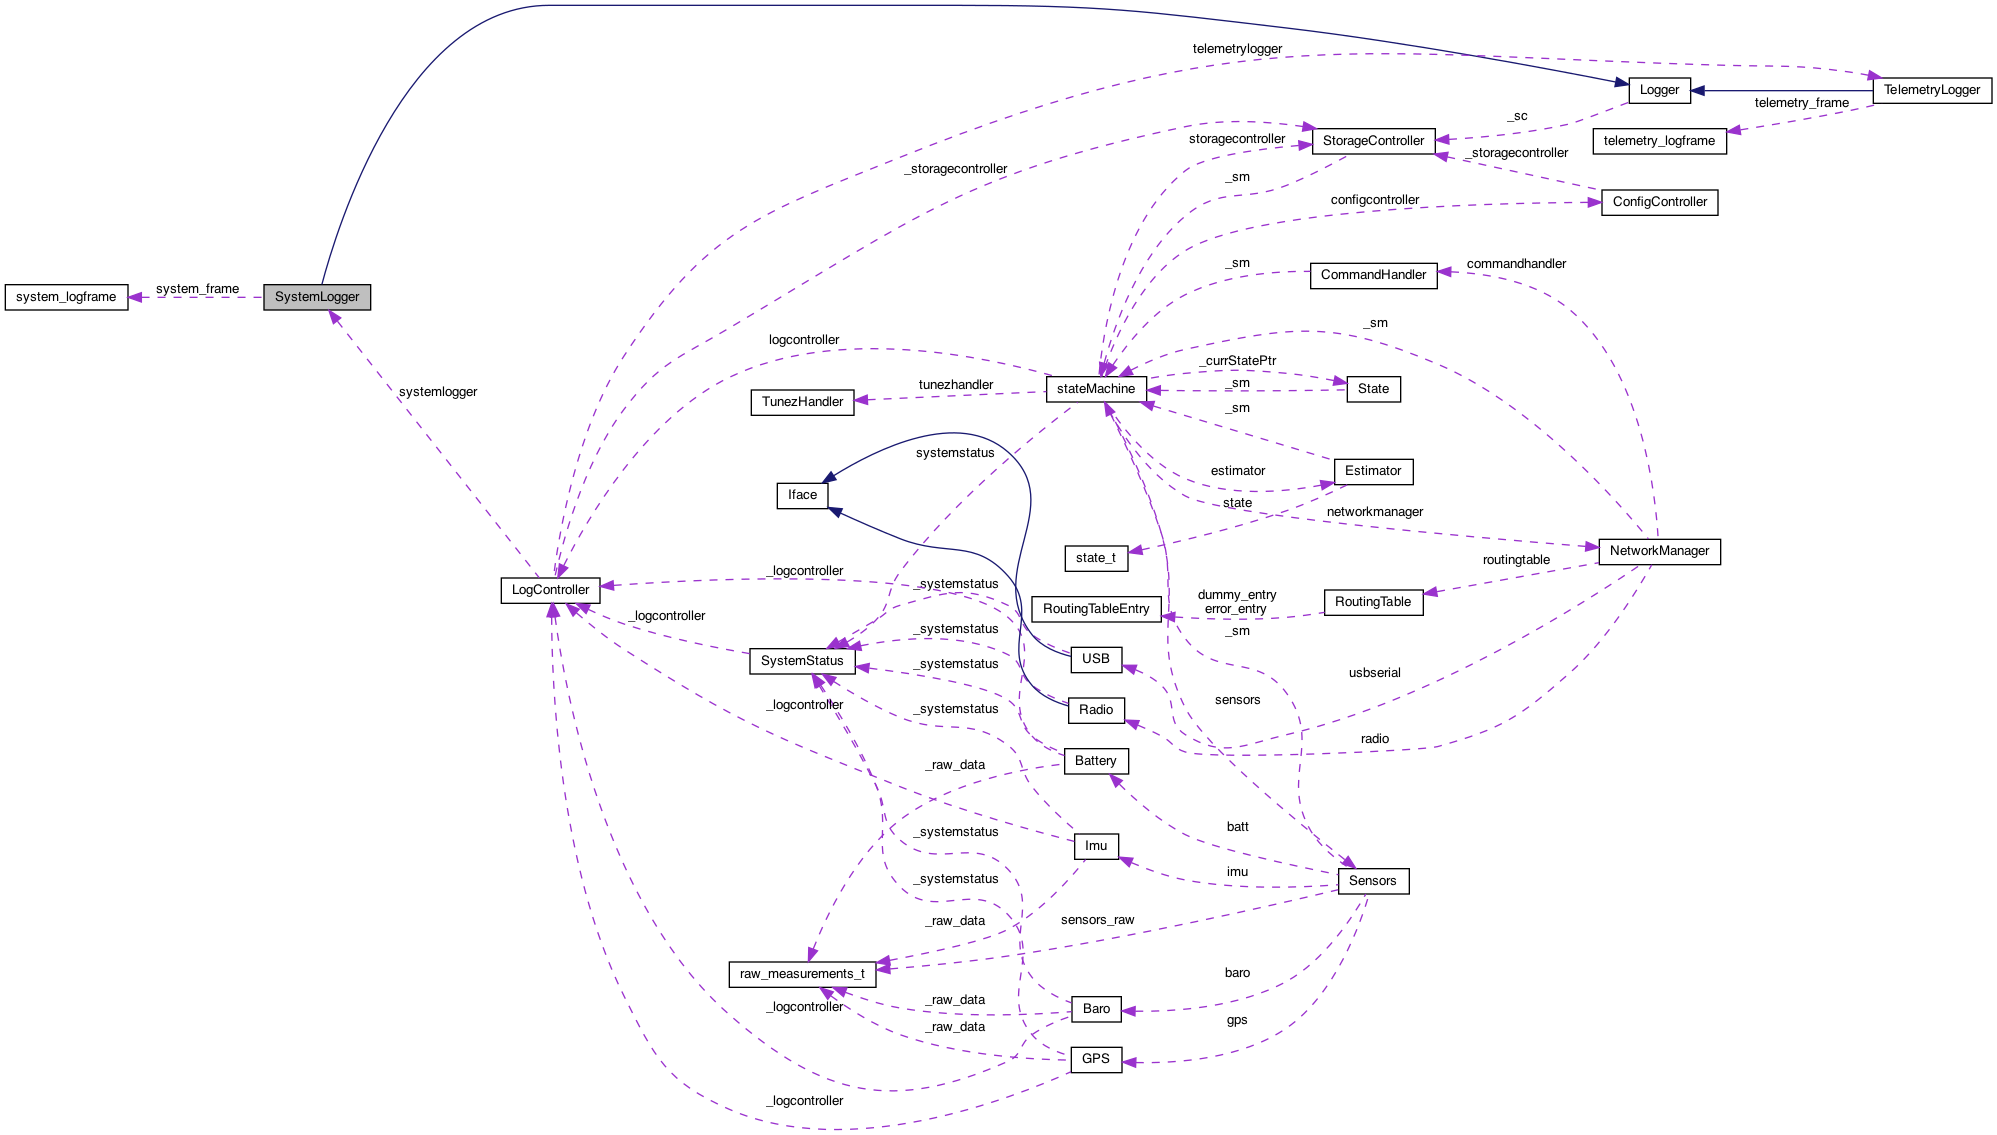 telemetrylogger
Logger
TelemetryLogger
telemetry_frame
_sc
storagecontroller
StorageController
telemetry_logframe
_storagecontroller
_storagecontroller
_sm
configcontroller
ConfigController
_sm
CommandHandler
commandhandler
system_logframe
system_frame
SystemLogger
_sm
logcontroller
_currStatePtr
systemlogger
tunezhandler
stateMachine
_sm
State
TunezHandler
_sm
systemstatus
estimator
Estimator
Iface
state
networkmanager
state_t
NetworkManager
routingtable
_logcontroller
_systemstatus
LogController
RoutingTableEntry
dummy_entry
error_entry
RoutingTable
_logcontroller
_systemstatus
_sm
SystemStatus
USB
_systemstatus
usbserial
_logcontroller
_systemstatus
Radio
sensors
radio
_raw_data
Battery
_systemstatus
batt
Imu
imu
_systemstatus
Sensors
_raw_data
sensors_raw
raw_measurements_t
baro
_raw_data
_logcontroller
Baro
_raw_data
gps
GPS
_logcontroller